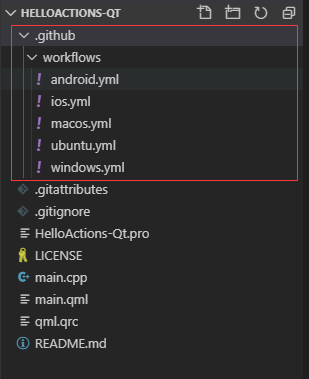 HELLOACTIONS-QT
.github
workflows
android.yml
ios.yml
macos.yml
ubuntu.yml
windows.yml
.gitattributes
.gitignore
HelloActions-Qt.pro
LICENSE
main.cpp
main.qml
qml.qrc
README.md